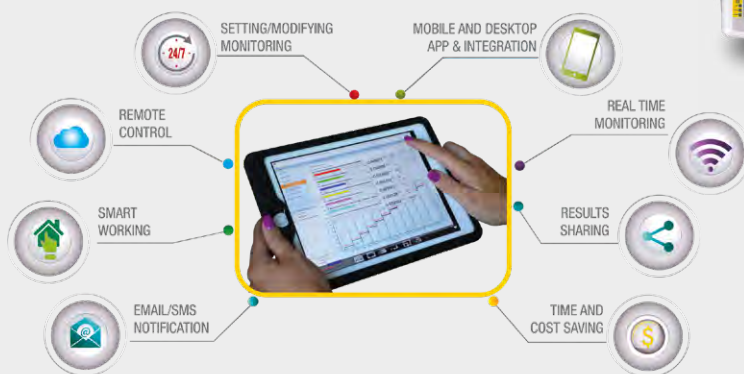 24/7
SETTING/MODIFYING
MONITORING
MOBILE AND DESKTOP
APP & INTEGRATION
REMOTE
CONTROL
REAL TIME
MONITORING
SMART
WORKING
RESULTS
SHARING
@
EMAIL/SMS
NOTIFICATION
TIME AND
COST SAVING
$